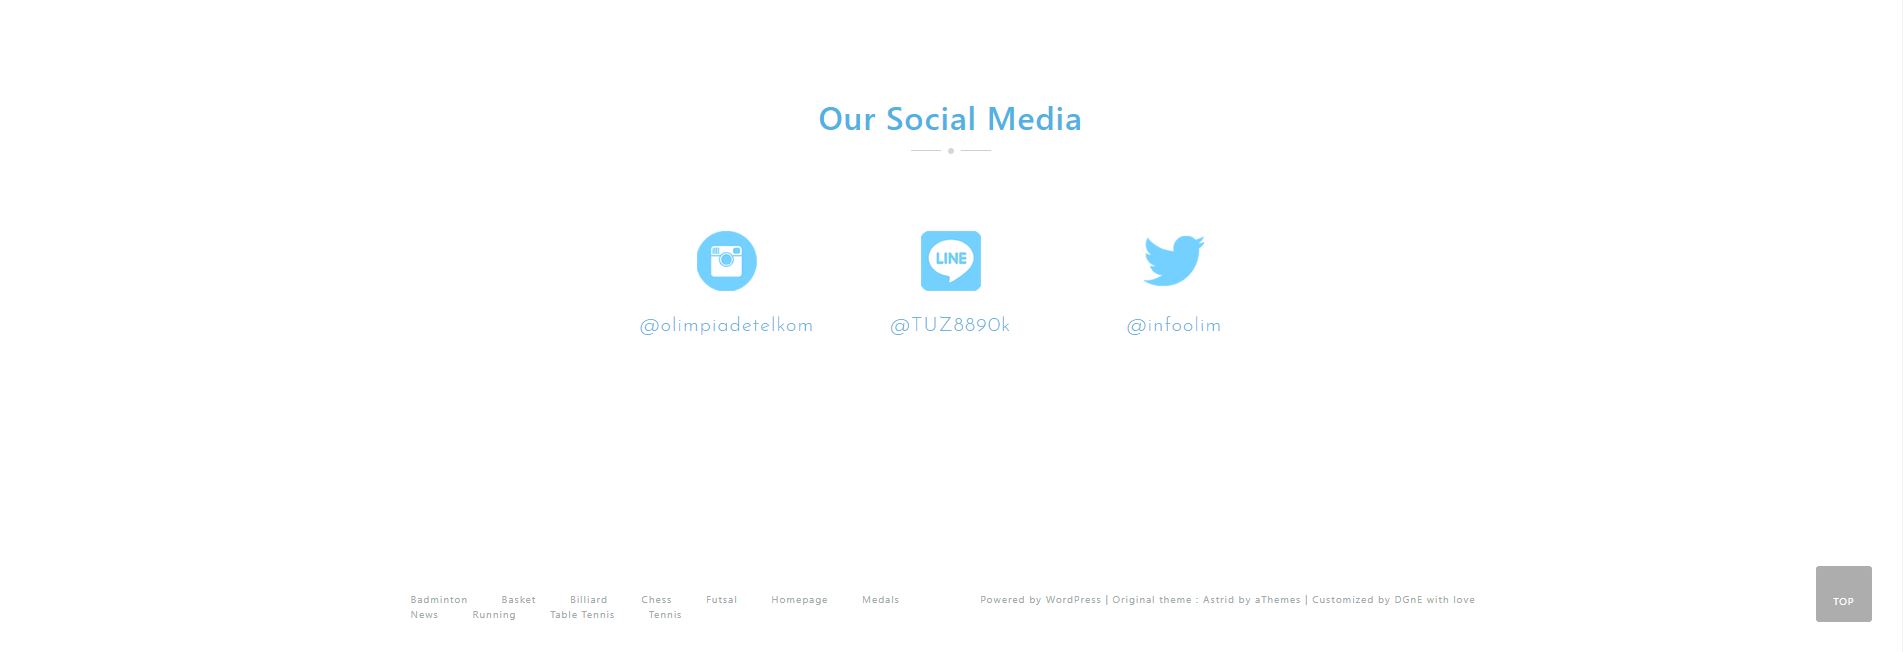 Our Social Media
LINE
@olimpiadetelkom @TUZ8890k @infoolim
Badminton Basket Billiard Chess Futsal Homepage Medals
News Running Table Tennis Tennis
Powered by WordPress | Original theme : Astrid by aThemes | Customized by DGnE with love
TOP